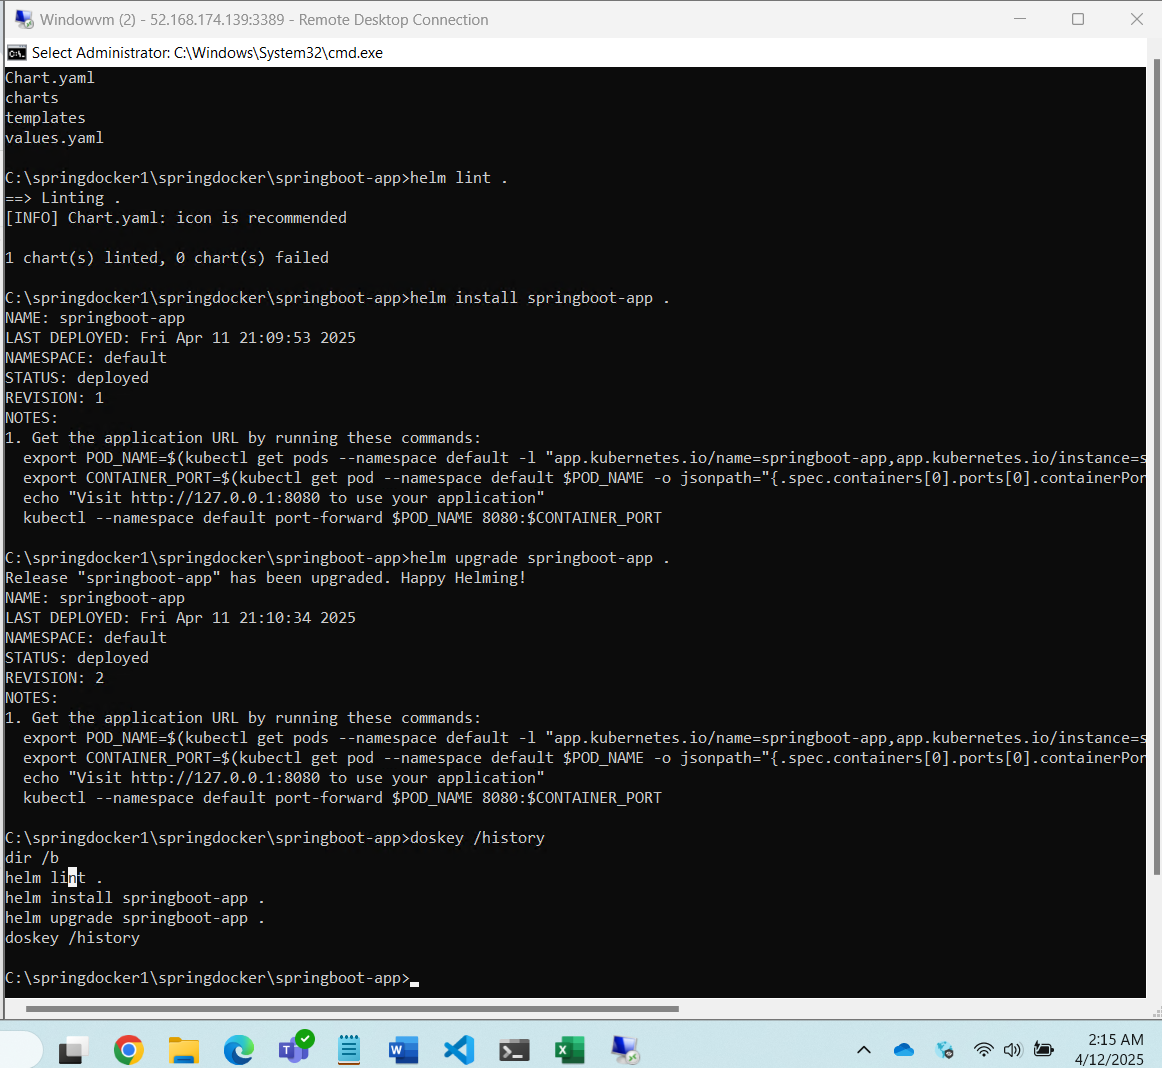 Windowvm (2) - 52.168.174.139:3389 - Remote Desktop Connection
Select Administrator: C:\Windows\System32\cmd.exe
Chart.yaml
charts
templates
values.yaml
C:\springdocker1\springdocker\springboot-app>helm lint .
==> Linting .
[INFO] Chart.yaml: icon is recommended
1 chart(s) linted, 0 chart(s) failed
C:\springdocker1\springdocker\springboot-app>helm install springboot-app .
NAME: springboot-app
LAST DEPLOYED: Fri Apr 11 21:09:53 2025
NAMESPACE: default
STATUS: deployed
REVISION: 1
NOTES:
1. Get the application URL by running these commands:
  export POD_NAME=$(kubectl get pods --namespace default -l "app.kubernetes.io/name=springboot-app,app.kubernetes.io/instance=s
  export CONTAINER_PORT=$(kubectl get pod --namespace default $POD_NAME -o jsonpath="{.spec.containers[0].ports[0].containerPor
  echo "Visit http://127.0.0.1:8080 to use your application"
  kubectl --namespace default port-forward $POD_NAME 8080:$CONTAINER_PORT
C:\springdocker1\springdocker\springboot-app>helm upgrade springboot-app .
Release "springboot-app" has been upgraded. Happy Helming!
NAME: springboot-app
LAST DEPLOYED: Fri Apr 11 21:10:34 2025
NAMESPACE: default
STATUS: deployed
REVISION: 2
NOTES:
1. Get the application URL by running these commands:
  export POD_NAME=$(kubectl get pods --namespace default -l "app.kubernetes.io/name=springboot-app,app.kubernetes.io/instance=s
  export CONTAINER_PORT=$(kubectl get pod --namespace default $POD_NAME -o jsonpath="{.spec.containers[0].ports[0].containerPor
  echo "Visit http://127.0.0.1:8080 to use your application"
  kubectl --namespace default port-forward $POD_NAME 8080:$CONTAINER_PORT
C:\springdocker1\springdocker\springboot-app>doskey /history
dir /b
helm lint .
helm install springboot-app .
helm upgrade springboot-app .
doskey /history
C:\springdocker1\springdocker\springboot-app>
2:15 AM
4/12/2025